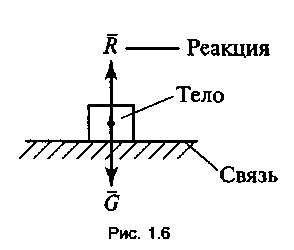 R̄ — Реакция
Тело
Связь
Ḡ
Рис. 1.6